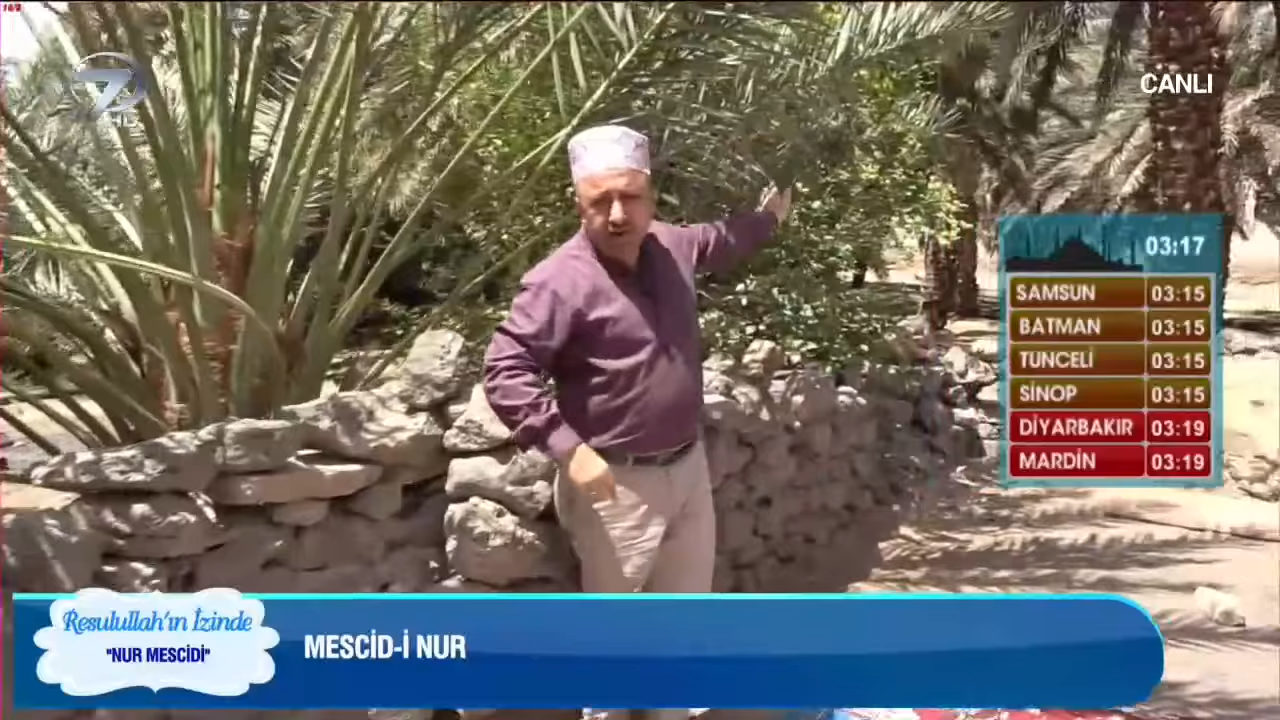 7
CANLI
03:17
SAMSUN 03:15
BATMAN 03:15
TUNCELİ 03:15
SİNOP 03:15
DİYARBAKIR 03:19
MARDİN 03:19
Resulullah'ın İzinde
"NUR MESCİDİ"
MESCİD-İ NUR